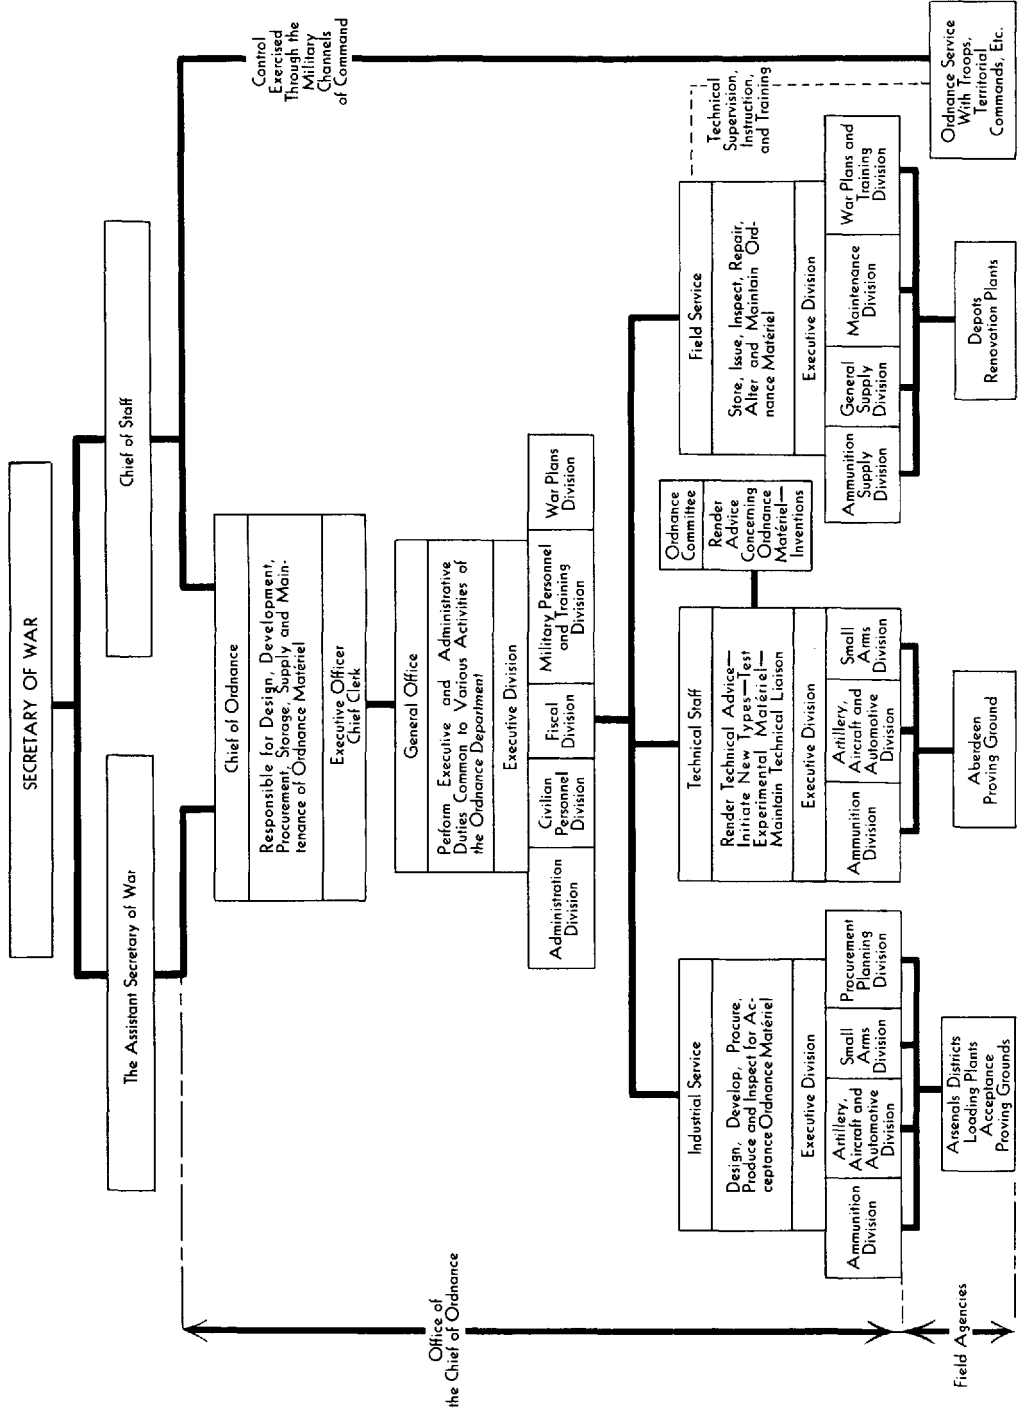 SECRETARY OF WAR
The Assistant Secretary of War
Chief of Staff
Control
Exercised
Through the
Military
Channels
of Command
Chief of Ordnance
Responsible for Design, Development,
Procurement, Storage, Supply and Main-
tenance of Ordnance Matériel
Executive Officer
Chief Clerk
General Office
Perform Executive and Administrative
Duties Common to Various Activities of
the Ordnance Department
Executive Division
Administration
Division
Civilian
Personnel
Division
Fiscal
Division
Military Personnel
and Training
Division
War Plans
Division
Office of
the Chief of Ordnance
Industrial Service
Design, Develop, Procure,
Produce and Inspect for Ac-
ceptance Ordnance Matériel
Executive Division
Ammunition
Division
Artillery,
Aircraft and
Automotive
Division
Small
Arms
Division
Procurement
Planning
Division
Arsenals Districts
Loading Plants
Acceptance
Proving Grounds
Technical Staff
Render Technical Advice—
Initiate New Types—Test
Experimental Matériel—
Maintain Technical Liaison
Executive Division
Ammunition
Division
Artillery,
Aircraft and
Automotive
Division
Small
Arms
Division
Aberdeen
Proving Ground
Ordnance
Committee
Render
Advice
Concerning
Ordnance
Matériel—
Inventions
Field Service
Store, Issue, Inspect, Repair,
Alter and Maintain Ord-
nance Matériel
Executive Division
Ammunition
Supply
Division
General
Supply
Division
Maintenance
Division
War Plans and
Training
Division
Depots
Renovation Plants
Technical
Supervision,
Instruction,
and Training
Ordnance Service
With Troops,
Territorial
Commands, Etc.
Field Agencies